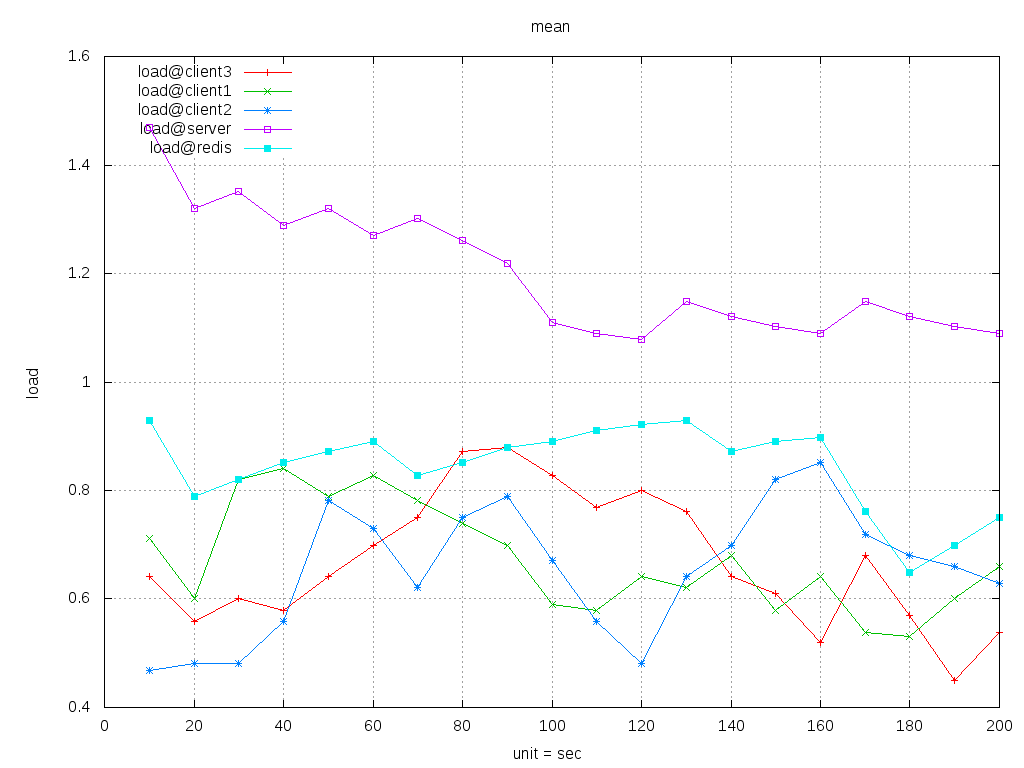 mean
1.6
load@client3
load@client1
load@client2
load@server
load@redis
1.4
1.2
1
load
0.8
0.6
0.4
0 20 40 60 80 100 120 140 160 180 200
unit = sec